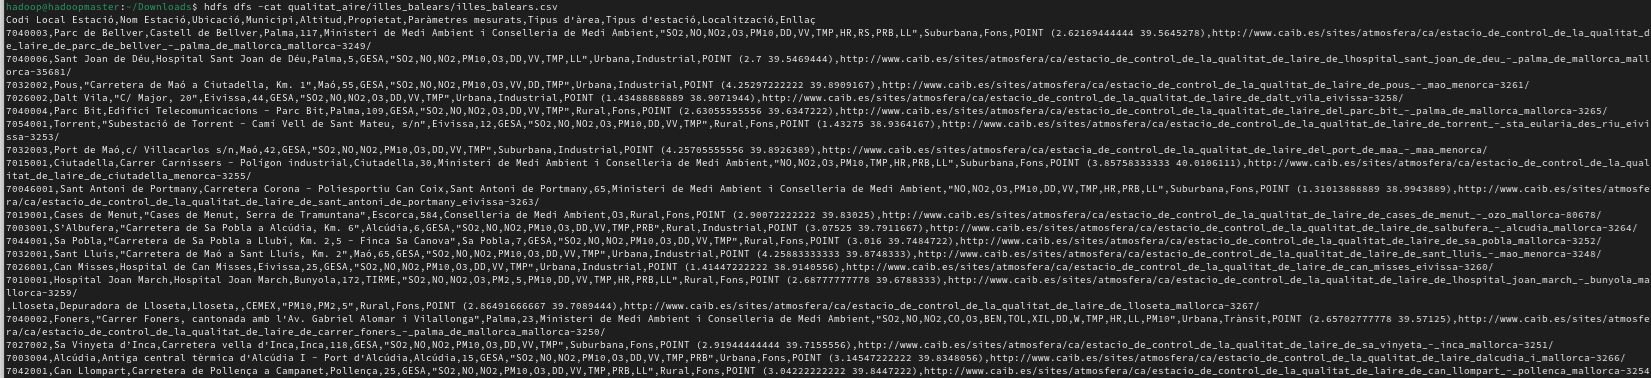 hadoop@hadoopmaster:~/Downloads$ hdfs dfs -cat qualitat_aire/illes_balears/illes_balears.csv
Codi Local Estació,Nom Estació,Ubicació,Municipi,Altitud,Propietat,Paràmetres mesurats,Tipus d'àrea,Tipus d'estació,Localització,Enllaç
7040003,Parc de Bellver,Castell de Bellver,Palma,117,Ministeri de Medi Ambient i Conselleria de Medi Ambient,"SO2,NO,NO2,O3,PM10,DD,VV,TMP,HR,RS,PRB,LL",Suburbana,Fons,POINT (2.62169444444 39.5645278),http://www.caib.es/sites/atmosfera/ca/estacio_de_control_de_la_qualitat_d
e_laire_de_parc_de_bellver_-_palma_de_mallorca_mallorca-3249/
7040006,Sant Joan de Déu,Hospital Sant Joan de Déu,Palma,5,GESA,"SO2,NO,NO2,PM10,O3,DD,VV,TMP,LL",Urbana,Industrial,POINT (2.7 39.5469444),http://www.caib.es/sites/atmosfera/ca/estacio_de_control_de_la_qualitat_de_laire_de_lhospital_sant_joan_de_deu_-_palma_de_mallorca_mall
orca-35681/
7032002,Pous,"Carretera de Maó a Ciutadella, Km. 1",Maó,55,GESA,"SO2,NO,NO2,PM10,O3,VV,DD,TMP",Urbana,Industrial,POINT (4.25297222222 39.8909167),http://www.caib.es/sites/atmosfera/ca/estacio_de_control_de_la_qualitat_de_laire_de_pous_-_mao_menorca-3261/
7026002,Dalt Vila,"C/ Major, 20",Eivissa,44,GESA,"SO2,NO,NO2,O3,DD,VV,TMP",Urbana,Industrial,POINT (1.43488888889 38.9071944),http://www.caib.es/sites/atmosfera/ca/estacio_de_control_de_la_qualitat_de_laire_de_dalt_vila_eivissa-3258/
7040004,Parc Bit,Edifici Telecomunicacions - Parc Bit,Palma,109,GESA,"SO2,NO,NO2,PM10,O3,DD,VV,TMP",Rural,Fons,POINT (2.63055555556 39.6347222),http://www.caib.es/sites/atmosfera/ca/estacio_de_control_de_la_qualitat_de_laire_del_parc_bit_-_palma_de_mallorca_mallorca-3265/
7054001,Torrent,"Subestació de Torrent - Camí Vell de Sant Mateu, s/n",Eivissa,12,GESA,"SO2,NO,NO2,O3,PM10,DD,VV,TMP",Rural,Fons,POINT (1.43275 38.9364167),http://www.caib.es/sites/atmosfera/ca/estacio_de_control_de_la_qualitat_de_laire_de_torrent_-_sta_eularia_des_riu_eivi
ssa-3253/
7032003,Port de Maó,c/ Villacarlos s/n,Maó,42,GESA,"SO2,NO,NO2,PM10,O3,DD,VV,TMP",Suburbana,Industrial,POINT (4.25705555556 39.8926389),http://www.caib.es/sites/atmosfera/ca/estacia_de_control_de_la_qualitat_de_laire_del_port_de_maa_-_maa_menorca/
7015001,Ciutadella,Carrer Carnissers - Poligon industrial,Ciutadella,30,Ministeri de Medi Ambient i Conselleria de Medi Ambient,"NO,NO2,O3,PM10,TMP,HR,PRB,LL",Suburbana,Fons,POINT (3.85758333333 40.0106111),http://www.caib.es/sites/atmosfera/ca/estacio_de_control_de_la_qual
itat_de_laire_de_ciutadella_menorca-3255/
70046001,Sant Antoni de Portmany,Carretera Corona - Poliesportiu Can Coix,Sant Antoni de Portmany,65,Ministeri de Medi Ambient i Conselleria de Medi Ambient,"NO,NO2,O3,PM10,DD,VV,TMP,HR,PRB,LL",Suburbana,Fons,POINT (1.31013888889 38.9943889),http://www.caib.es/sites/atmosfe
ra/ca/estacio_de_control_de_la_qualitat_de_laire_de_sant_antoni_de_portmany_eivissa-3263/
7019001,Cases de Menut,"Cases de Menut, Serra de Tramuntana",Escorca,584,Conselleria de Medi Ambient,O3,Rural,Fons,POINT (2.90072222222 39.83025),http://www.caib.es/sites/atmosfera/ca/estacio_de_control_de_la_qualitat_de_laire_de_cases_de_menut_-_ozo_mallorca-80678/
7003001,S'Albufera,"Carretera de Sa Pobla a Alcúdia, Km. 6",Alcúdia,6,GESA,"SO2,NO,NO2,PM10,O3,DD,VV,TMP,PRB",Rural,Industrial,POINT (3.07525 39.7911667),http://www.caib.es/sites/atmosfera/ca/estacio_de_control_de_la_qualitat_de_laire_de_salbufera_-_alcudia_mallorca-3264/
7044001,Sa Pobla,"Carretera de Sa Pobla a Llubí, Km. 2,5 - Finca Sa Canova",Sa Pobla,7,GESA,"SO2,NO,NO2,PM10,O3,DD,VV,TMP",Rural,Fons,POINT (3.016 39.7484722),http://www.caib.es/sites/atmosfera/ca/estacio_de_control_de_la_qualitat_de_laire_de_sa_pobla_mallorca-3252/
7032001,Sant Lluís,"Carretera de Maó a Sant Lluís, Km. 2",Maó,65,GESA,"SO2,NO,NO2,PM10,O3,DD,VV,TMP",Urbana,Industrial,POINT (4.25883333333 39.8748333),http://www.caib.es/sites/atmosfera/ca/estacio_de_control_de_la_qualitat_de_laire_de_sant_lluis_-_mao_menorca-3248/
7026001,Can Misses,Hospital de Can Misses,Eivissa,25,GESA,"SO2,NO,NO2,PM10,O3,DD,VV,TMP",Urbana,Industrial,POINT (1.41447222222 38.9140556),http://www.caib.es/sites/atmosfera/ca/estacio_de_control_de_la_qualitat_de_laire_de_can_misses_eivissa-3260/
7010001,Hospital Joan March,Hospital Joan March,Bunyola,172,TIRME,"SO2,NO,NO2,O3,PM2,5,PM10,DD,VV,TMP,HR,PRB,LL",Rural,Fons,POINT (2.68777777778 39.6788333),http://www.caib.es/sites/atmosfera/ca/estacio_de_control_de_la_qualitat_de_laire_de_lhospital_joan_march_-_bunyola_ma
llorca-3259/
,Lloseta,Depuradora de Lloseta,Lloseta,,CEMEX,"PM10,PM2,5",Rural,Fons,POINT (2.86491666667 39.7089444),http://www.caib.es/sites/atmosfera/ca/estacio_de_control_de_la_qualitat_de_laire_de_lloseta_mallorca-3267/
7040002,Foners,"Carrer Foners, cantonada amb l'Av. Gabriel Alomar i Vilallonga",Palma,23,Ministeri de Medi Ambient i Conselleria de Medi Ambient,"SO2,NO,NO2,CO,O3,BEN,TOL,XIL,DD,W,TMP,HR,LL,PM10",Urbana,Trànsit,POINT (2.65702777778 39.57125),http://www.caib.es/sites/atmosfe
ra/ca/estacio_de_control_de_la_qualitat_de_laire_de_carrer_foners_-_palma_de_mallorca_mallorca-3250/
7027002,Sa Vinyeta d'Inca,Carretera vella d'Inca,Inca,118,GESA,"SO2,NO,NO2,PM10,O3,DD,VV,TMP",Suburbana,Fons,POINT (2.91944444444 39.7155556),http://www.caib.es/sites/atmosfera/ca/estacio_de_control_de_la_qualitat_de_laire_de_sa_vinyeta_-_inca_mallorca-3251/
7003004,Alcúdia,Antiga central tèrmica d'Alcúdia I - Port d'Alcúdia,Alcúdia,15,GESA,"SO2,NO,NO2,PM10,O3,DD,VV,TMP,PRB",Urbana,Fons,POINT (3.14547222222 39.8348056),http://www.caib.es/sites/atmosfera/ca/estacio_de_control_de_la_qualitat_de_laire_dalcudia_i_mallorca-3266/
7042001,Can Llompart,Carretera de Pollença a Campanet,Pollença,25,GESA,"SO2,NO,NO2,PM10,O3,DD,VV,TMP,PRB,LL",Rural,Fons,POINT (3.04222222222 39.8447222),http://www.caib.es/sites/atmosfera/ca/estacio_de_control_de_la_qualitat_de_laire_de_can_llompart_-_pollenca_mallorca-3254